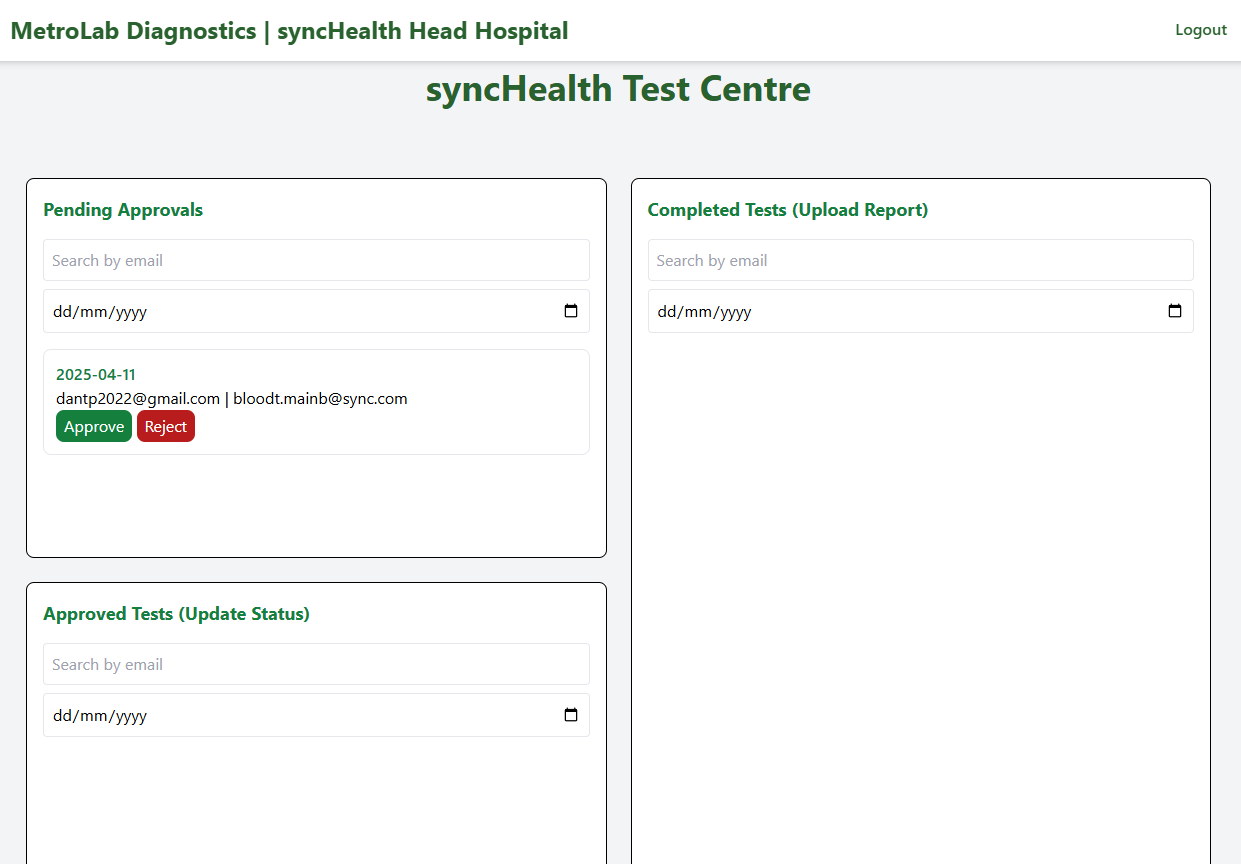 MetroLab Diagnostics | syncHealth Head Hospital
Logout
syncHealth Test Centre
Pending Approvals
Search by email
dd/mm/yyyy
2025-04-11
dantp2022@gmail.com | bloodt.mainb@sync.com
Approve Reject
Approved Tests (Update Status)
Search by email
dd/mm/yyyy
Completed Tests (Upload Report)
Search by email
dd/mm/yyyy